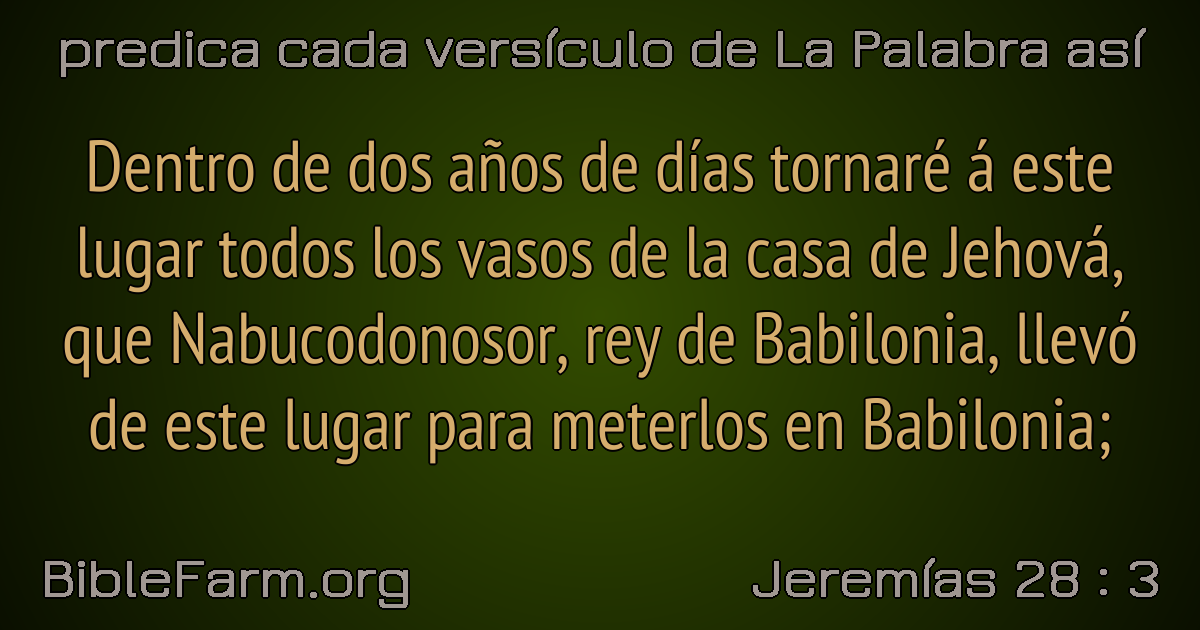 predica cada versículo de La Palabra así
Dentro de dos años de días tornaré á este
lugar todos los vasos de la casa de Jehová,
que Nabucodonosor, rey de Babilonia, llevó
de este lugar para meterlos en Babilonia;
BibleFarm.org
Jeremías 28 : 3